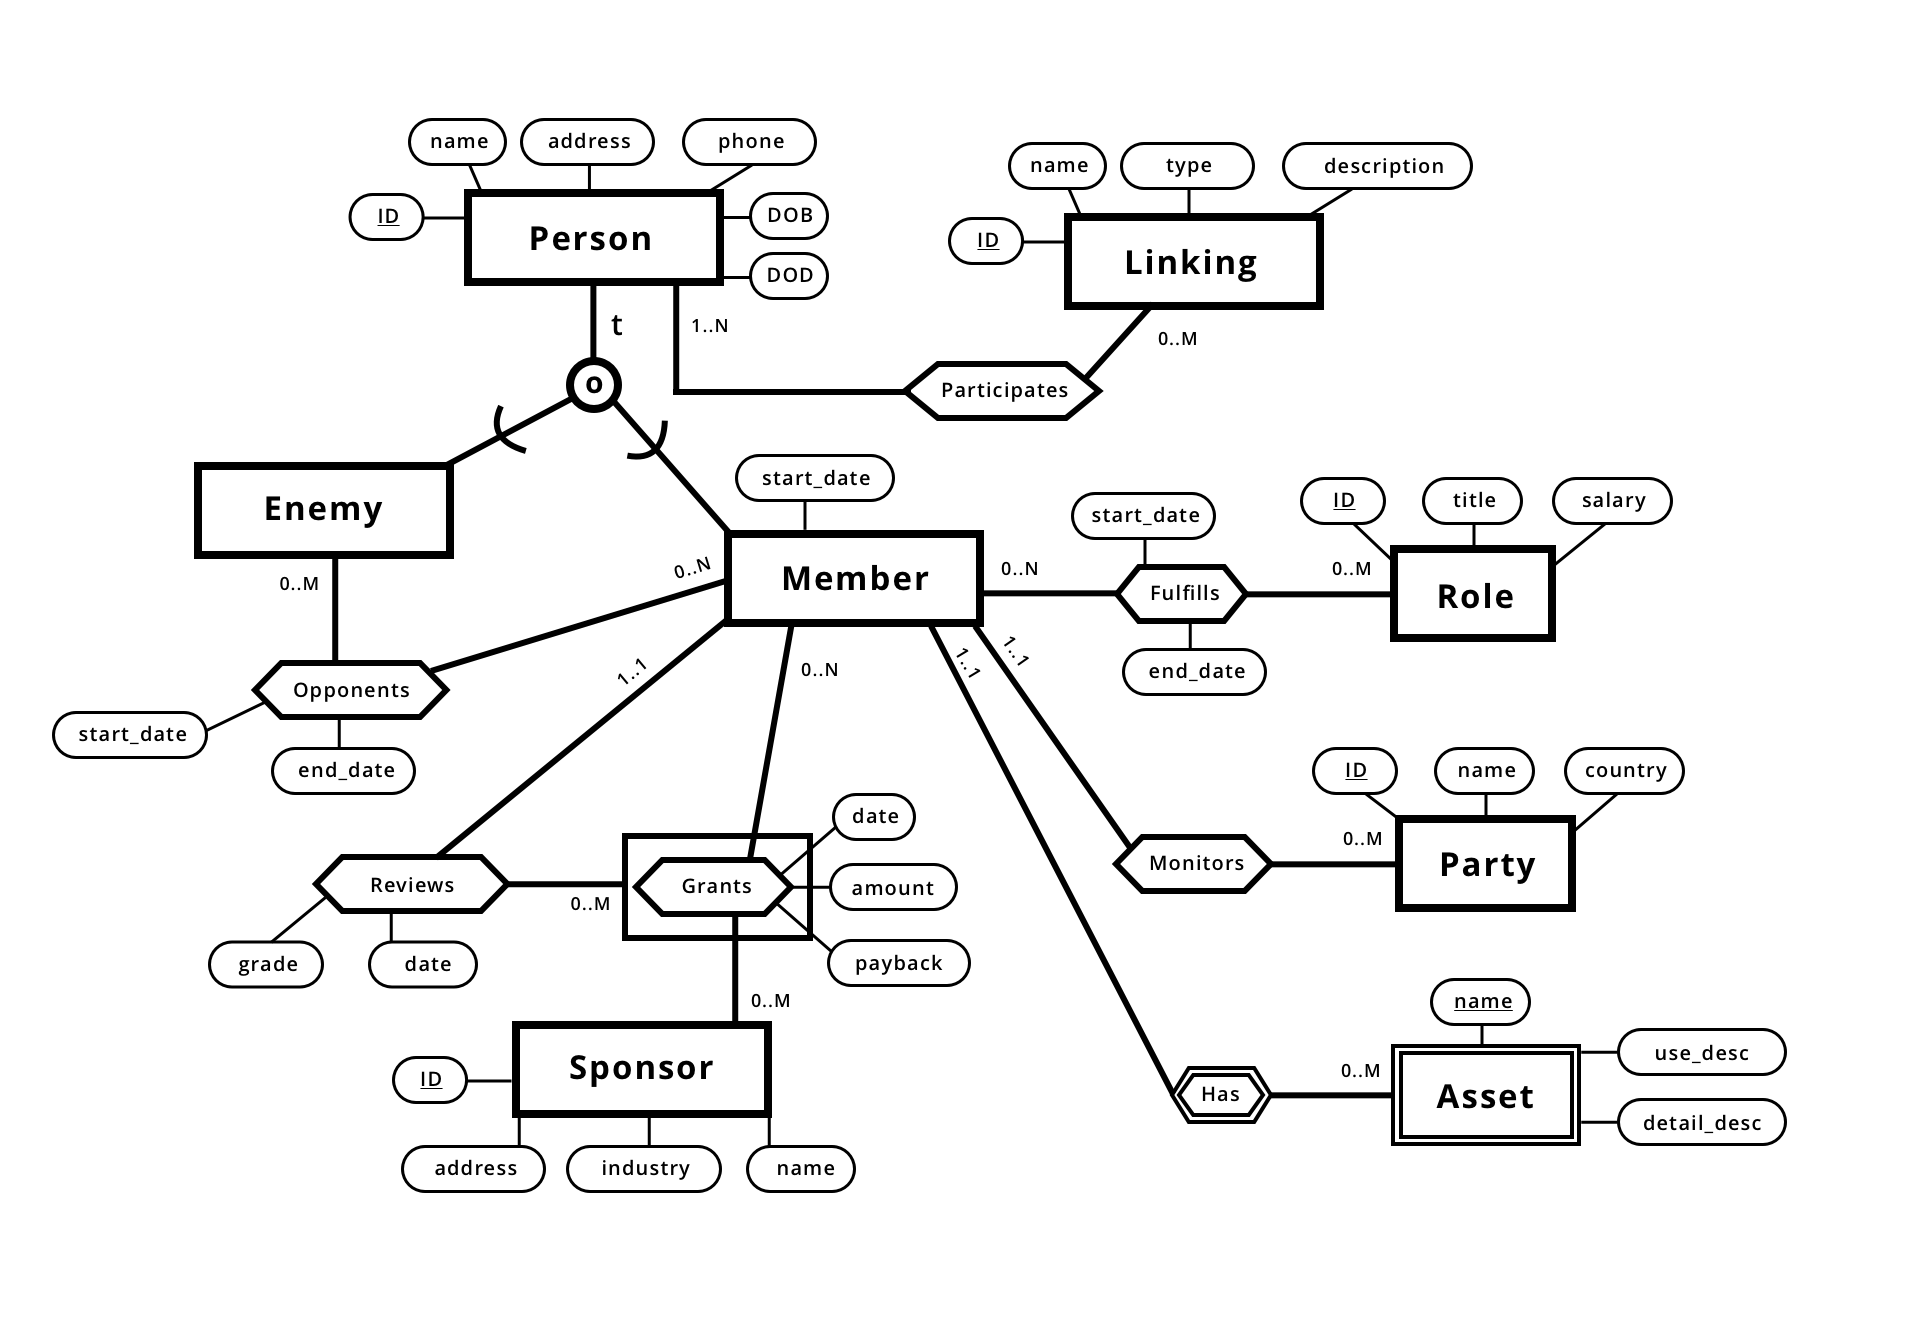 name
address
phone
ID
Person
DOB
DOD
name
type
description
ID
Linking
t
1..N
0..M
o
Participates
Enemy
start_date
Member
0..M
0..N
0..N
start_date
Fulfills
end_date
0..M
ID
title
salary
Role
Opponents
start_date
end_date
1..1
0..N
1..1
1..1
ID
name
country
Monitors
0..M
Party
date
Reviews
0..M
Grants
amount
grade
date
payback
0..M
ID
Sponsor
address
industry
name
Has
0..M
name
Asset
use_desc
detail_desc